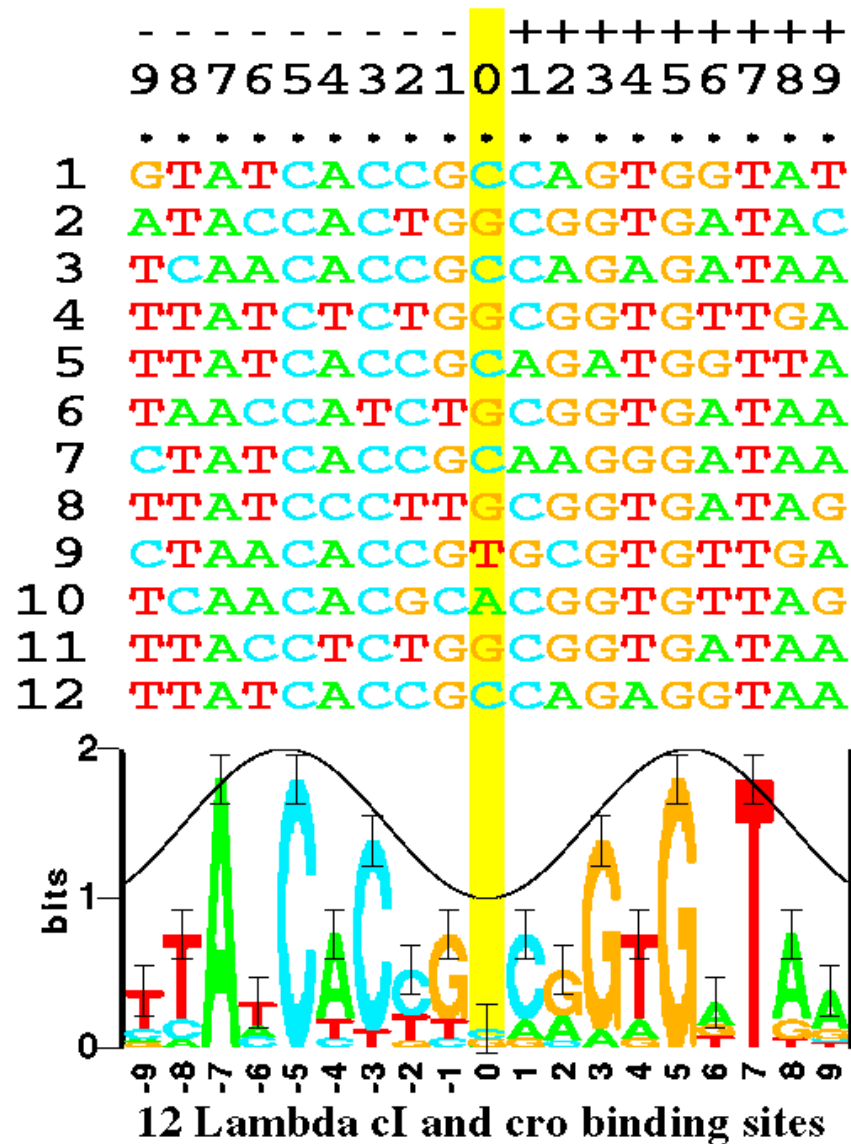 - - - - - - - - - + + + + + + + + +
9 8 7 6 5 4 3 2 1 0 1 2 3 4 5 6 7 8 9
. . . . . . . . . . . . . . . . . . .
1 GTATCACCGCCAGTGGTAT
2 ATACCACTGGCGGTGATAC
3 TCAACACCGCCAGAGATAA
4 TTATCTCTGGCGGTGTTGA
5 TTATCACCGCAGATGGTTA
6 TAACCATCTGCGGTGATAA
7 CTATCACCGCAAGGGATAA
8 TTATCCCTTGCGGTGATAG
9 CTAACACCGTGCGTGTTGA
10 TCAACACGCACGGTGTTAG
11 TTACCTCTGGCGGTGATAA
12 TTATCACCGCCAGAGGTAA
2
1
0
bits
T T A T C A C C G C G G T G A T A A
-9 -8 -7 -6 -5 -4 -3 -2 -1 0 1 2 3 4 5 6 7 8 9
12 Lambda cI and cro binding sites